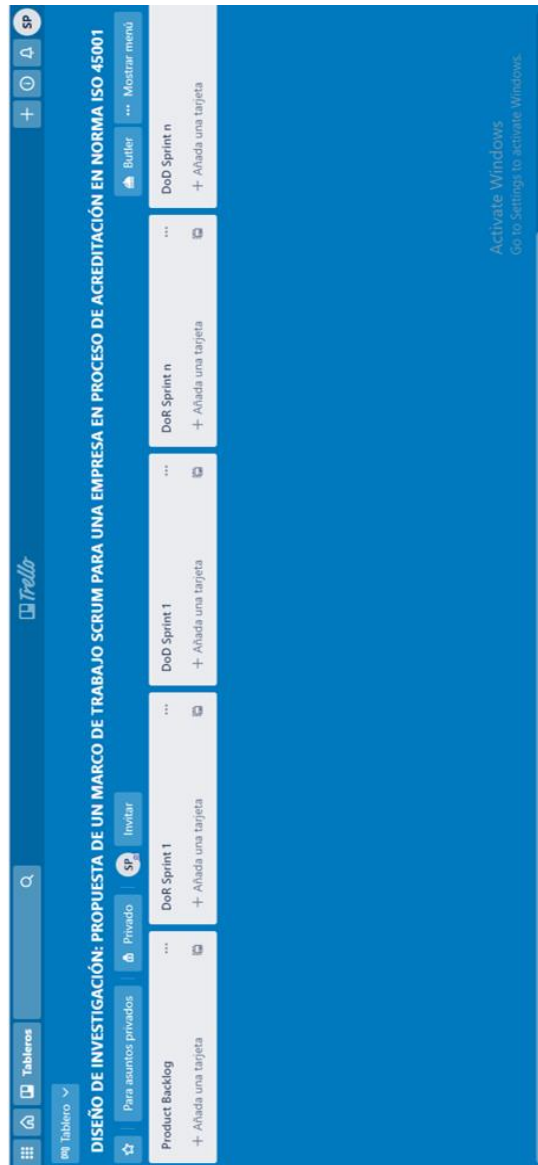 Tableros
Trello
SP
Tablero
DISEÑO DE INVESTIGACIÓN: PROPUESTA DE UN MARCO DE TRABAJO SCRUM PARA UNA EMPRESA EN PROCESO DE ACREDITACIÓN EN NORMA ISO 45001
Para asuntos privados
Privado
SP
Invitar
Butler
... Mostrar menú
Product Backlog
...
+ Añada una tarjeta
DoR Sprint 1
...
+ Añada una tarjeta
DoD Sprint 1
...
+ Añada una tarjeta
DoR Sprint n
...
+ Añada una tarjeta
DoD Sprint n
+ Añada una tarjeta
Activate Windows
Go to Settings to activate Windows.